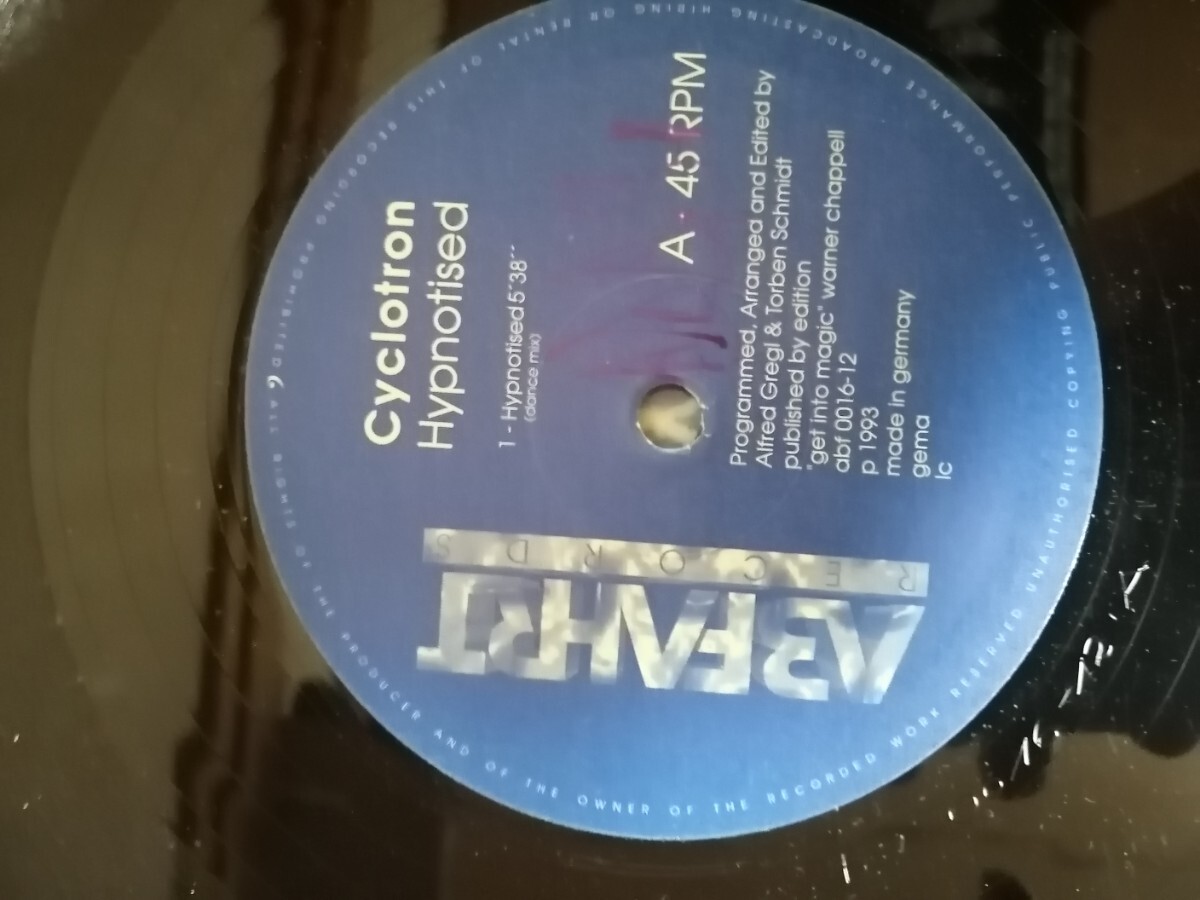 Cyclotron
Hypnotised
1 - Hypnotised 5´38´´
(dance mix)
A · 45 RPM
Programmed, Arranged and Edited by
Alfred Gregl & Torben Schmidt
published by edition
"get into magic" warner chappell
abf 0016-12
p 1993
made in germany
gema
lc
ABFAHRT
RECORDS
ALL RIGHTS OF THE PRODUCER AND OF THE OWNER OF THE RECORDED WORK RESERVED UNAUTHORISED COPYING PUBLIC PERFORMANCE BROADCASTING HIRING OR RENTAL OF THIS RECORDING PROHIBITED